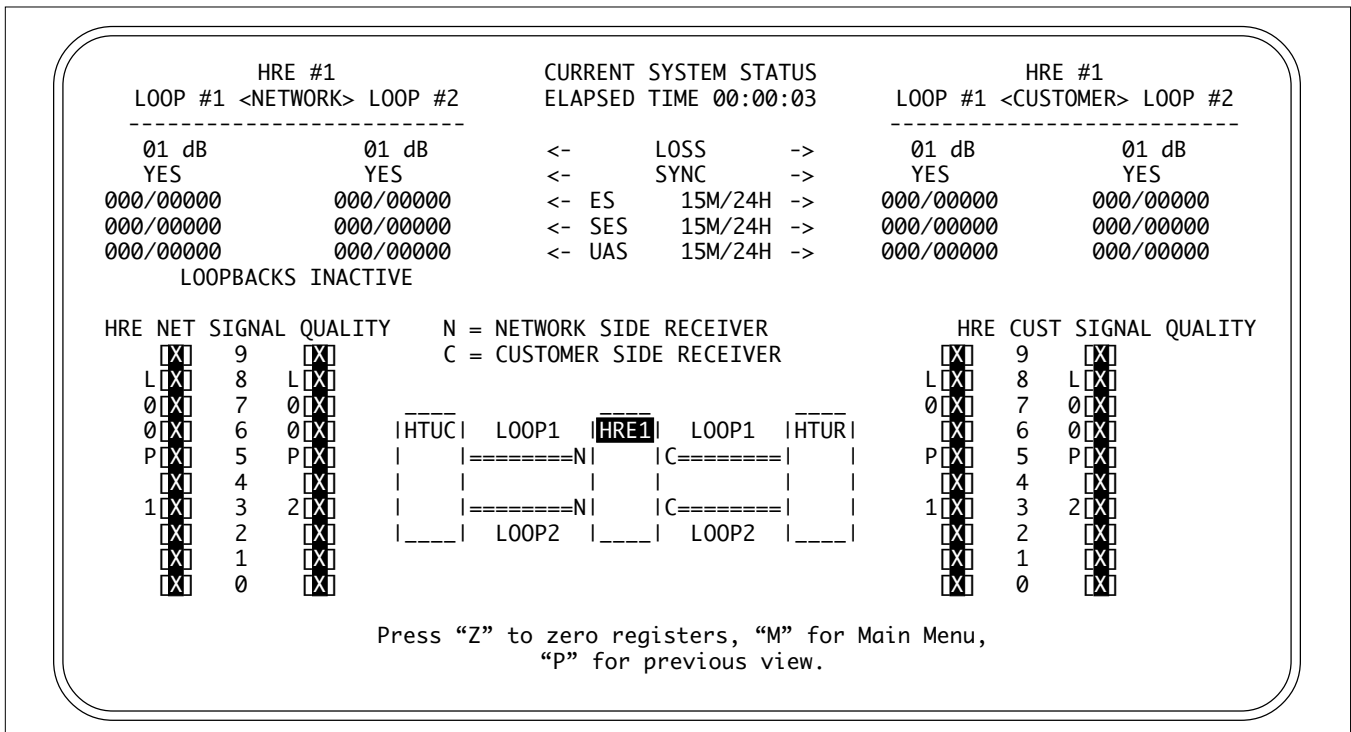 HRE #1                 CURRENT SYSTEM STATUS                HRE #1
LOOP #1 <NETWORK> LOOP #2        ELAPSED TIME 00:00:03      LOOP #1 <CUSTOMER> LOOP #2
--------------------------                                  ---------------------------
01 dB            01 dB      <-      LOSS      ->      01 dB            01 dB
YES              YES        <-      SYNC      ->      YES              YES
000/00000        000/00000  <- ES     15M/24H ->      000/00000        000/00000
000/00000        000/00000  <- SES    15M/24H ->      000/00000        000/00000
000/00000        000/00000  <- UAS    15M/24H ->      000/00000        000/00000
LOOPBACKS INACTIVE
HRE NET SIGNAL QUALITY    N = NETWORK SIDE RECEIVER    HRE CUST SIGNAL QUALITY
 [X]  9   [X]    C = CUSTOMER SIDE RECEIVER     [X]  9   [X]
L[X]  8  L[X]                                  L[X]  8  L[X]
0[X]  7  0[X]   ____           ____           ____   0[X]  7  0[X]
0[X]  6  0[X]  |HTUC|  LOOP1  |HRE1|  LOOP1  |HTUR|   [X]  6  0[X]
P[X]  5  P[X]  |    |========N|    |C========|    |  P[X]  5  P[X]
 [X]  4   [X]  |    |         |    |         |    |   [X]  4   [X]
1[X]  3  2[X]  |    |========N|    |C========|    |  1[X]  3  2[X]
 [X]  2   [X]  |____|  LOOP2  |____|  LOOP2  |____|   [X]  2   [X]
 [X]  1   [X]                                   [X]  1   [X]
 [X]  0   [X]                                   [X]  0   [X]
Press “Z” to zero registers, “M” for Main Menu,
“P” for previous view.